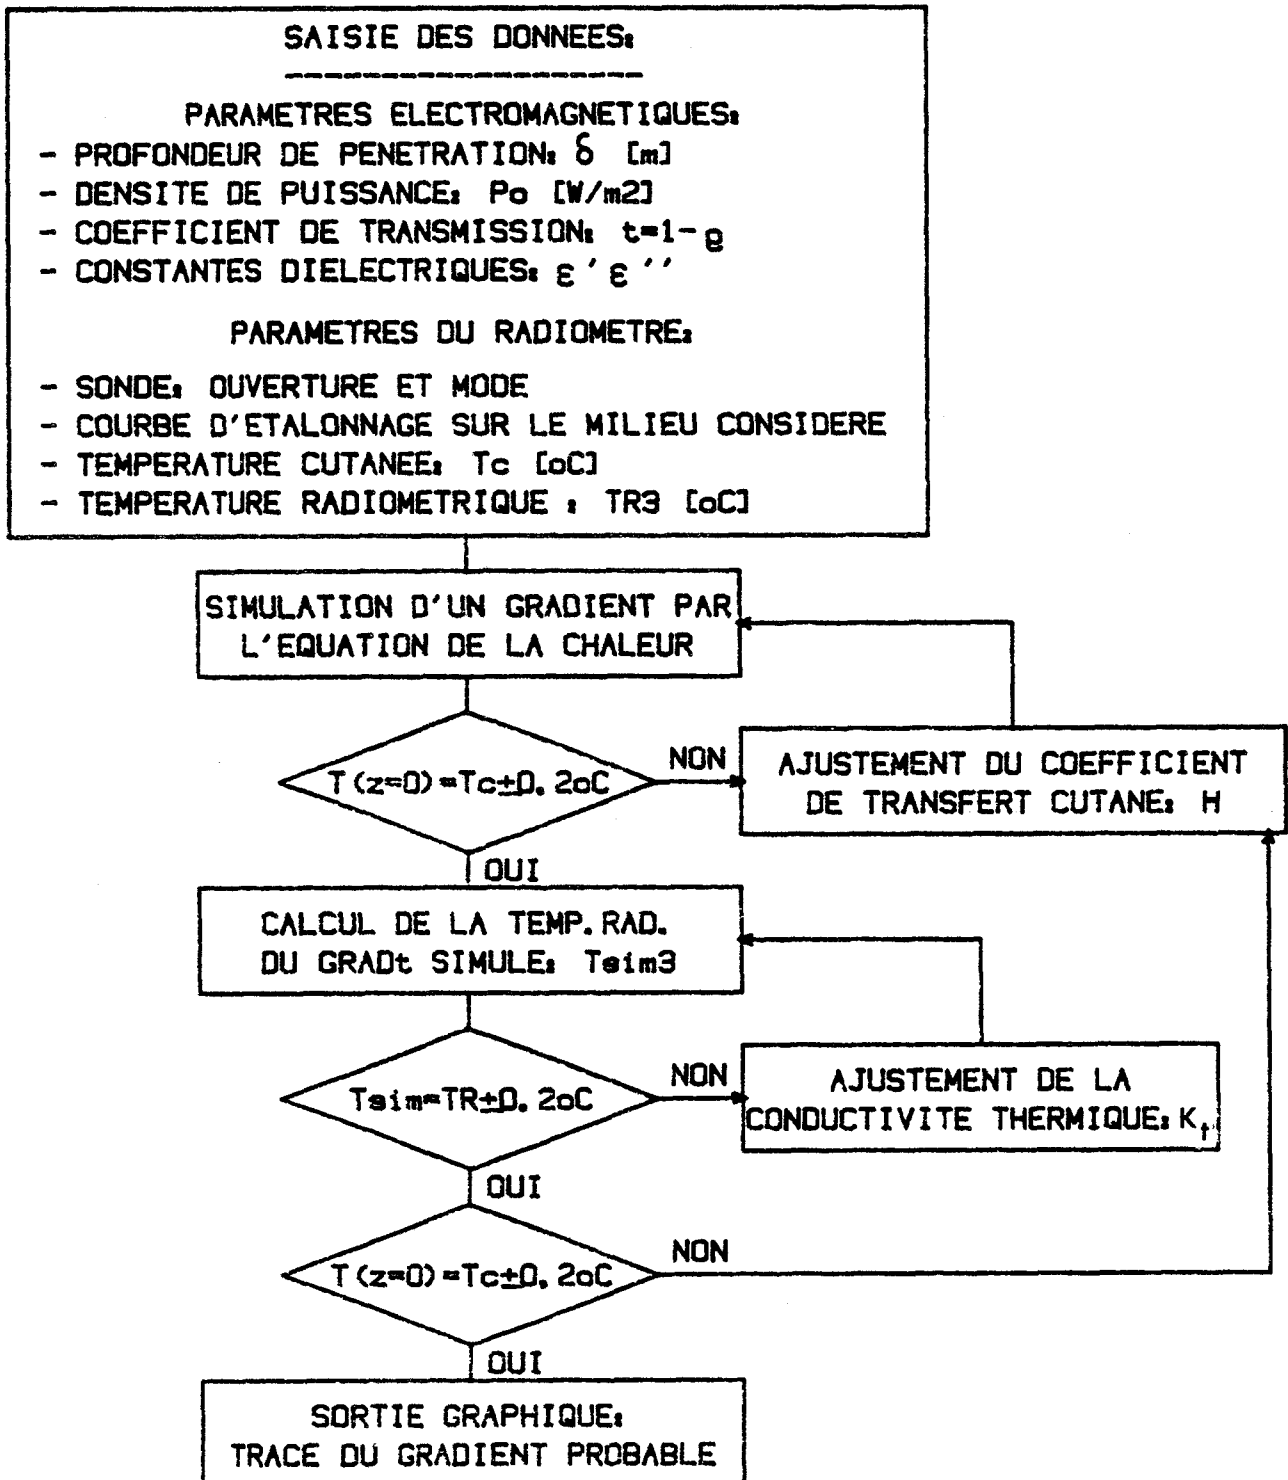 SAISIE DES DONNEES:
PARAMETRES ELECTROMAGNETIQUES:
- PROFONDEUR DE PENETRATION: δ [m]
- DENSITE DE PUISSANCE: Po [W/m2]
- COEFFICIENT DE TRANSMISSION: t=1-ϱ
- CONSTANTES DIELECTRIQUES: ε' ε''
PARAMETRES DU RADIOMETRE:
- SONDE: OUVERTURE ET MODE
- COURBE D'ETALONNAGE SUR LE MILIEU CONSIDERE
- TEMPERATURE CUTANEE: Tc [oC]
- TEMPERATURE RADIOMETRIQUE : TR3 [oC]
SIMULATION D'UN GRADIENT PAR
L'EQUATION DE LA CHALEUR
T(z=0)=Tc±0.2oC
NON
AJUSTEMENT DU COEFFICIENT
DE TRANSFERT CUTANE: H
OUI
CALCUL DE LA TEMP.RAD.
DU GRADt SIMULE: Tsim3
Tsim=TR±0.2oC
NON
AJUSTEMENT DE LA
CONDUCTIVITE THERMIQUE: Kt
OUI
T(z=0)=Tc±0.2oC
NON
OUI
SORTIE GRAPHIQUE:
TRACE DU GRADIENT PROBABLE